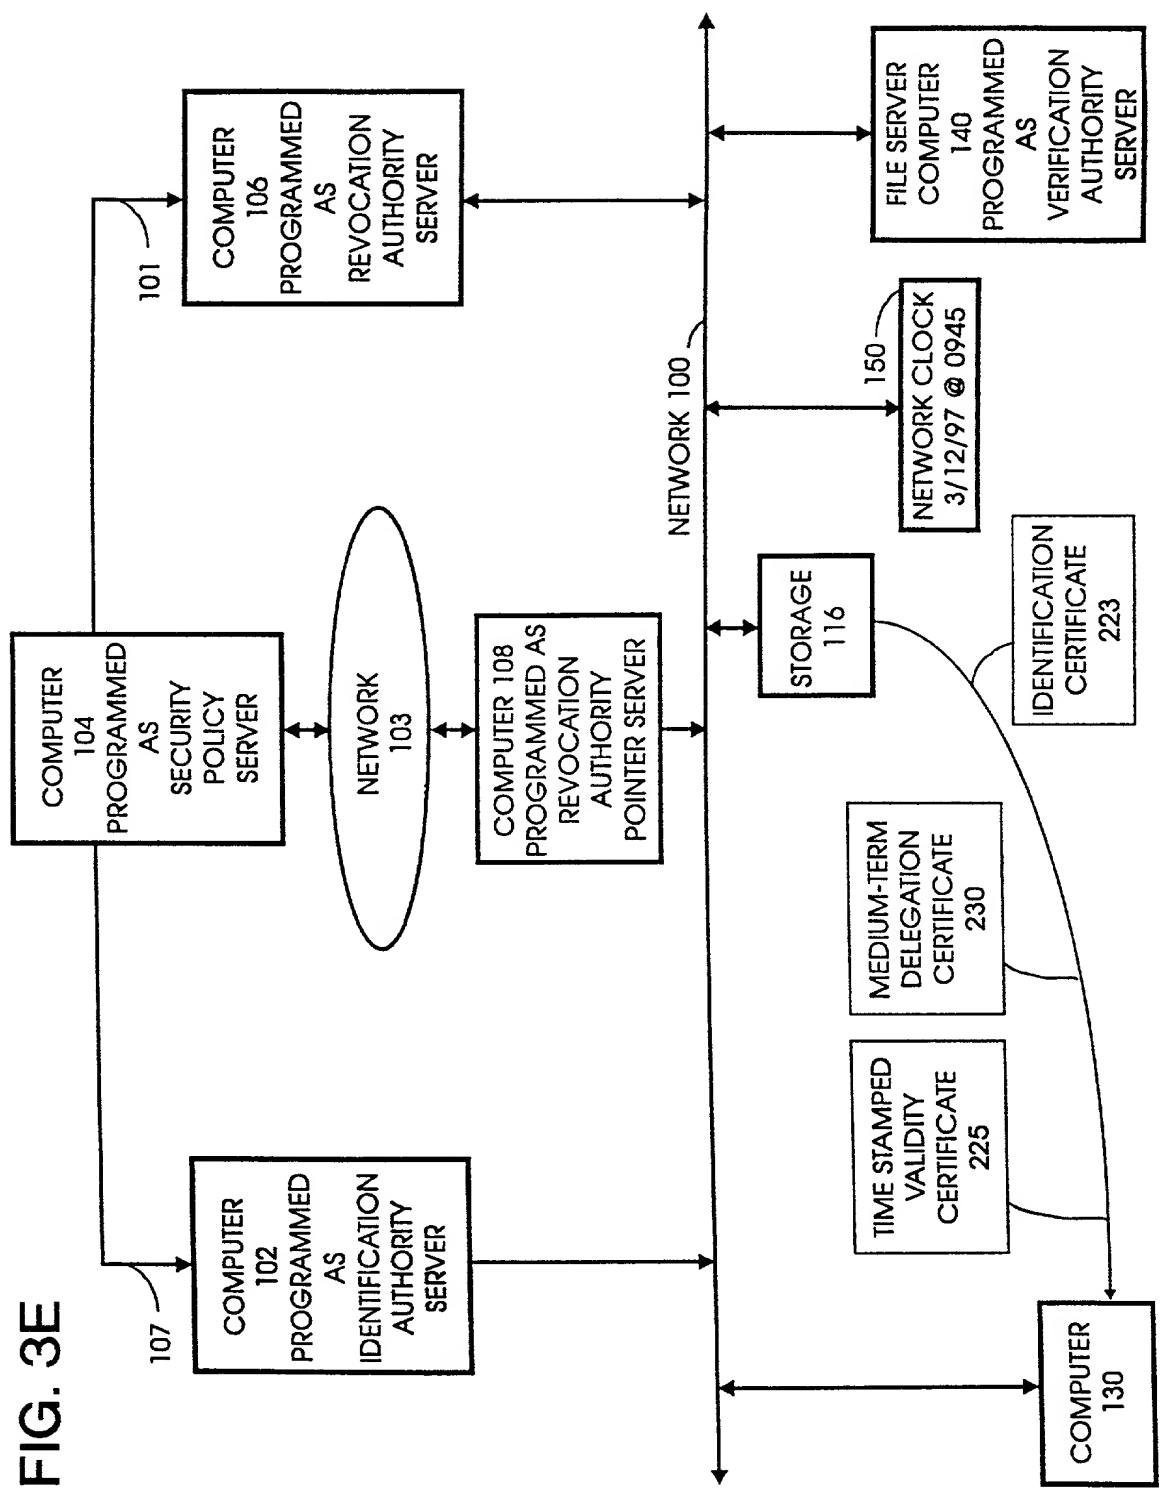 FIG. 3E
COMPUTER
104
PROGRAMMED
AS
SECURITY
POLICY
SERVER
107
101
COMPUTER
102
PROGRAMMED
AS
IDENTIFICATION
AUTHORITY
SERVER
NETWORK
103
COMPUTER
106
PROGRAMMED
AS
REVOCATION
AUTHORITY
SERVER
COMPUTER 108
PROGRAMMED AS
REVOCATION
AUTHORITY
POINTER SERVER
NETWORK 100
STORAGE
116
150
NETWORK CLOCK
3/12/97 @ 0945
FILE SERVER
COMPUTER
140
PROGRAMMED
AS
VERIFICATION
AUTHORITY
SERVER
TIME STAMPED
VALIDITY
CERTIFICATE
225
MEDIUM-TERM
DELEGATION
CERTIFICATE
230
IDENTIFICATION
CERTIFICATE
223
COMPUTER
130